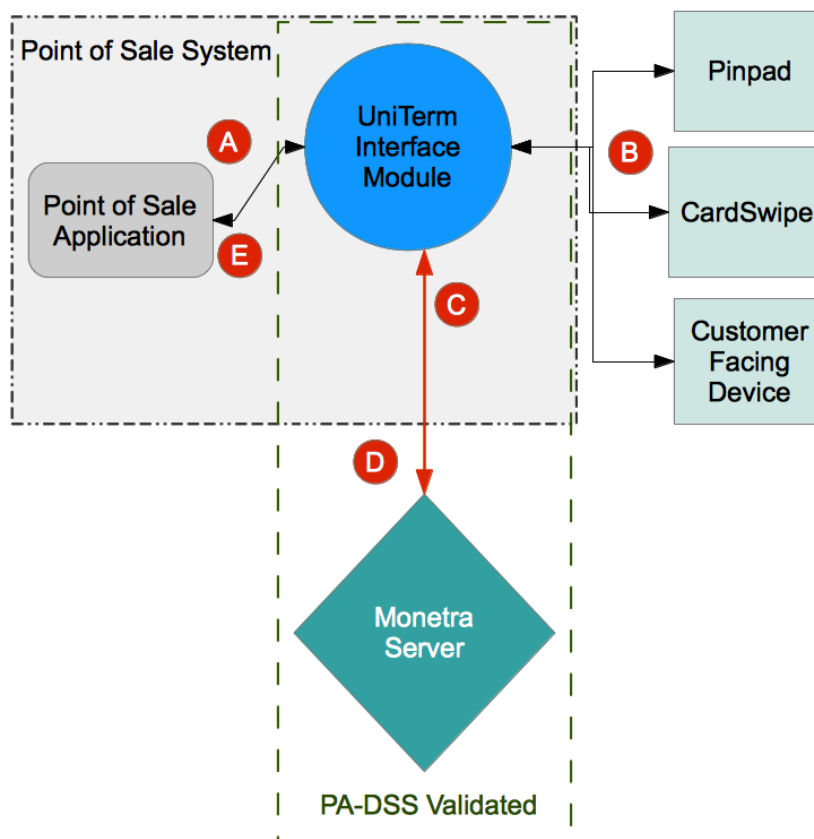 Point of Sale System
UniTerm
Interface
Module
Pinpad
A
B
Point of Sale
Application
CardSwipe
E
C
Customer
Facing
Device
D
Monetra
Server
PA-DSS Validated